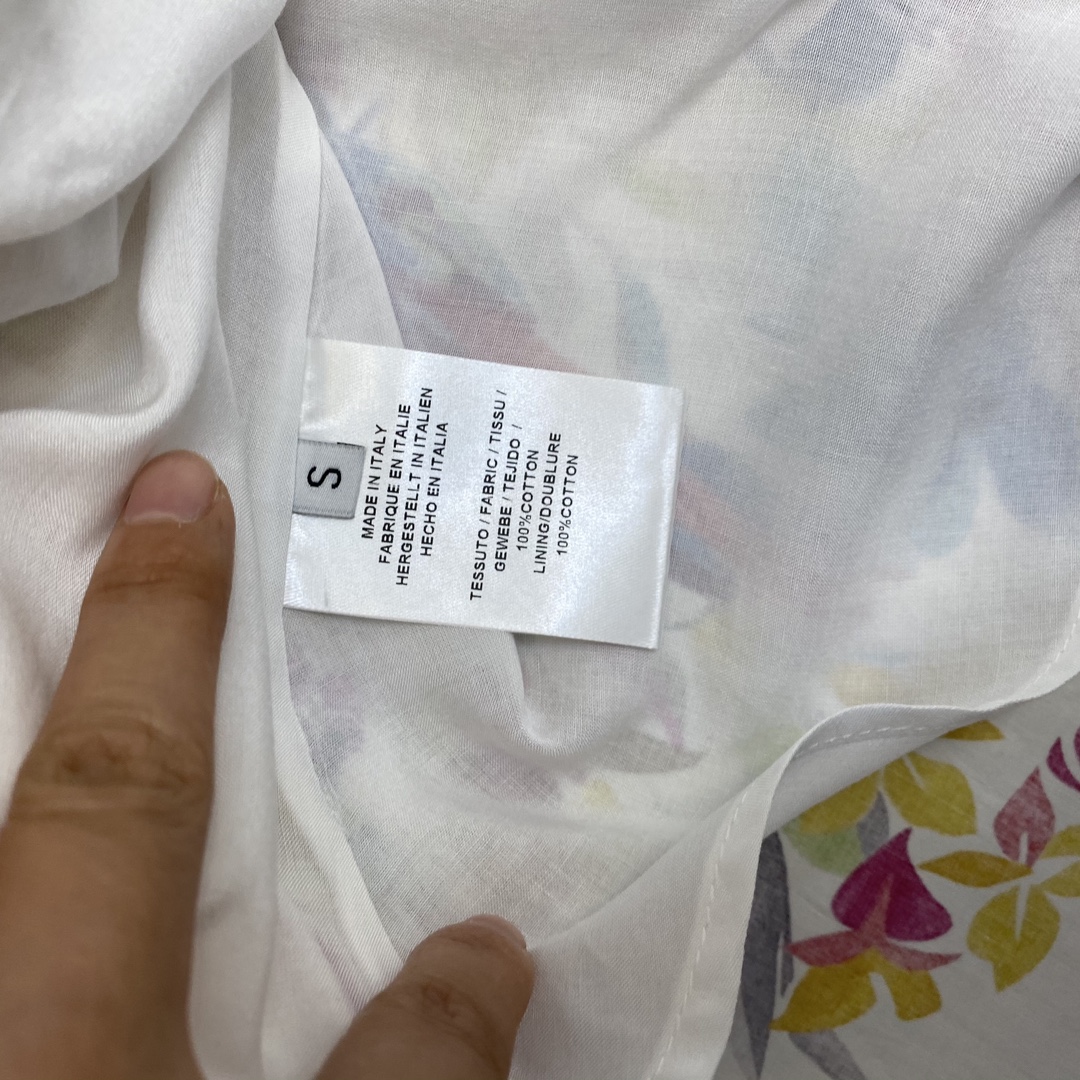 S
MADE IN ITALY
FABRIQUE EN ITALIE
HERGESTELLT IN ITALIEN
HECHO EN ITALIA
TESSUTO / FABRIC / TISSU /
GEWEBE / TEJIDO /
100%COTTON
LINING/DOUBLURE
100%COTTON